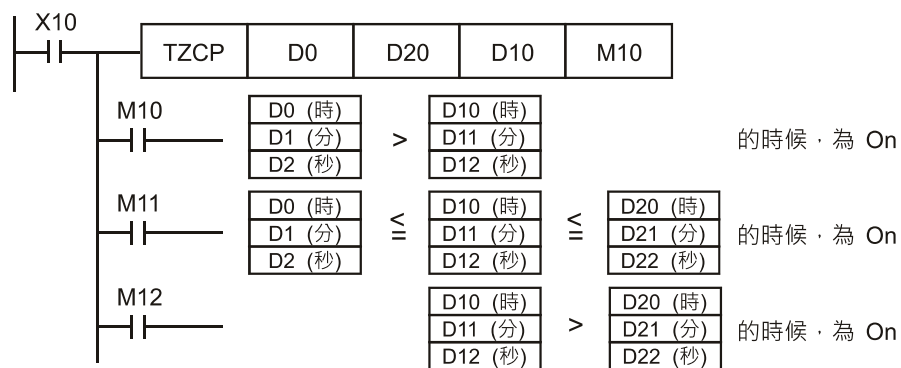 X10
TZCP D0 D20 D10 M10
M10
D0 (時) D10 (時)
D1 (分) > D11 (分) 的時候，為 On
D2 (秒) D12 (秒)
M11
D0 (時) D10 (時) D20 (時)
D1 (分) ≦ D11 (分) ≦ D21 (分) 的時候，為 On
D2 (秒) D12 (秒) D22 (秒)
M12
D10 (時) D20 (時)
D11 (分) > D21 (分) 的時候，為 On
D12 (秒) D22 (秒)